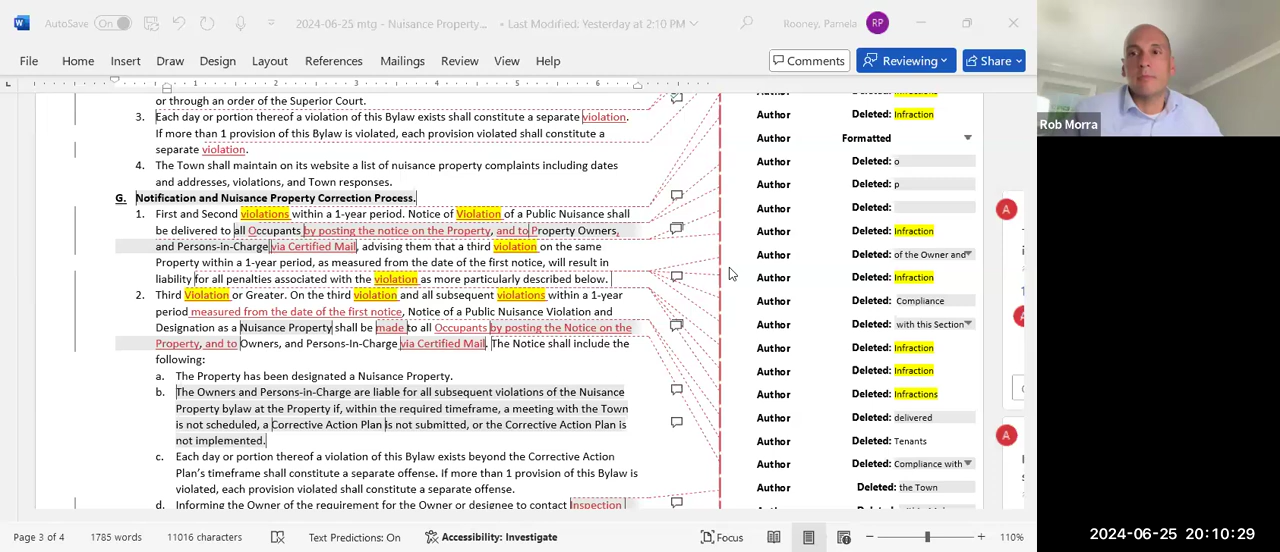 AutoSave
Off
2024-06-25 mtg - Nuisance Property... • Last Modified: Yesterday at 2:10 PM
Rooney, Pamela
RP
File Home Insert Draw Design Layout References Mailings Review View Help
Comments
Reviewing
Share
1 2 3 4 5 6
or through an order of the Superior Court.
3. Each day or portion thereof a violation of this Bylaw exists shall constitute a separate violation.
If more than 1 provision of this Bylaw is violated, each provision violated shall constitute a
separate violation.
4. The Town shall maintain on its website a list of nuisance property complaints including dates
and addresses, violations, and Town responses.
G. Notification and Nuisance Property Correction Process.
1. First and Second violations within a 1-year period. Notice of Violation of a Public Nuisance shall
be delivered to all Occupants by posting the notice on the Property, and to Property Owners,
and Persons-in-Charge via Certified Mail, advising them that a third violation on the same
Property within a 1-year period, as measured from the date of the first notice, will result in
liability for all penalties associated with the violation as more particularly described below.
2. Third Violation or Greater. On the third violation and all subsequent violations within a 1-year
period measured from the date of the first notice, Notice of a Public Nuisance Violation and
Designation as a Nuisance Property shall be made to all Occupants by posting the Notice on the
Property, and to Owners, and Persons-In-Charge via Certified Mail. The Notice shall include the
following:
a. The Property has been designated a Nuisance Property.
b. The Owners and Persons-in-Charge are liable for all subsequent violations of the Nuisance
Property bylaw at the Property if, within the required timeframe, a meeting with the Town
is not scheduled, a Corrective Action Plan is not submitted, or the Corrective Action Plan is
not implemented.
c. Each day or portion thereof a violation of this Bylaw exists beyond the Corrective Action
Plan's timeframe shall constitute a separate offense. If more than 1 provision of this Bylaw is
violated, each provision violated shall constitute a separate offense.
d. Informing the Owner of the requirement for the Owner or designee to contact Inspection
Author Deleted: Infraction
Author Formatted
Author Deleted: o
Author Deleted: p
Author Deleted:
Author Deleted: Infraction
Author Deleted: of the Owner and
Author Deleted: Infraction
Author Deleted: Compliance
Author Deleted: with this Section
Author Deleted: Infraction
Author Deleted: Infraction
Author Deleted: Infractions
Author Deleted: delivered
Author Deleted: Tenants
Author Deleted: Compliance with
Author Deleted: the Town
A
A
A
Page 3 of 4 1785 words 11016 characters Text Predictions: On Accessibility: Investigate Focus 110%
Rob Morra
2024-06-25 20:10:29